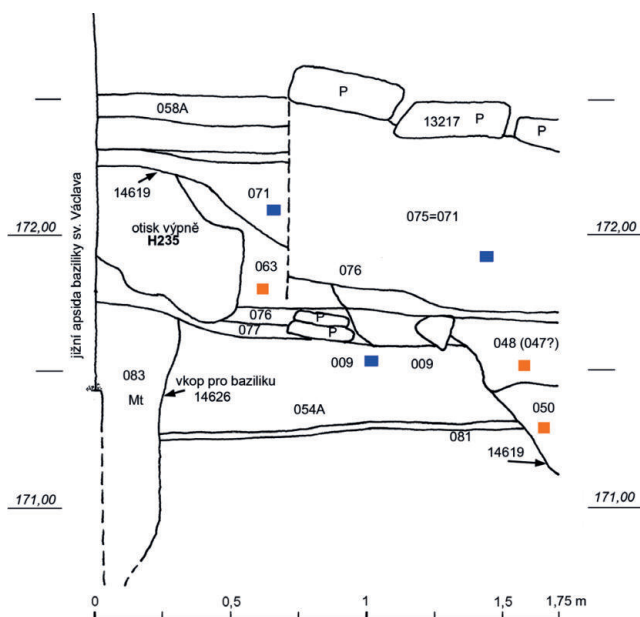 P
058A
13217 P
P
14619
071
172,00
otisk výpně
H235
075=071
172,00
jižní apsida baziliky sv. Václava
063
076
076
P
077
P
048 (047?)
009
009
083
vkop pro baziliku
14626
Mt
054A
050
081
14619
171,00
171,00
0
0,5
1
1,5
1,75 m